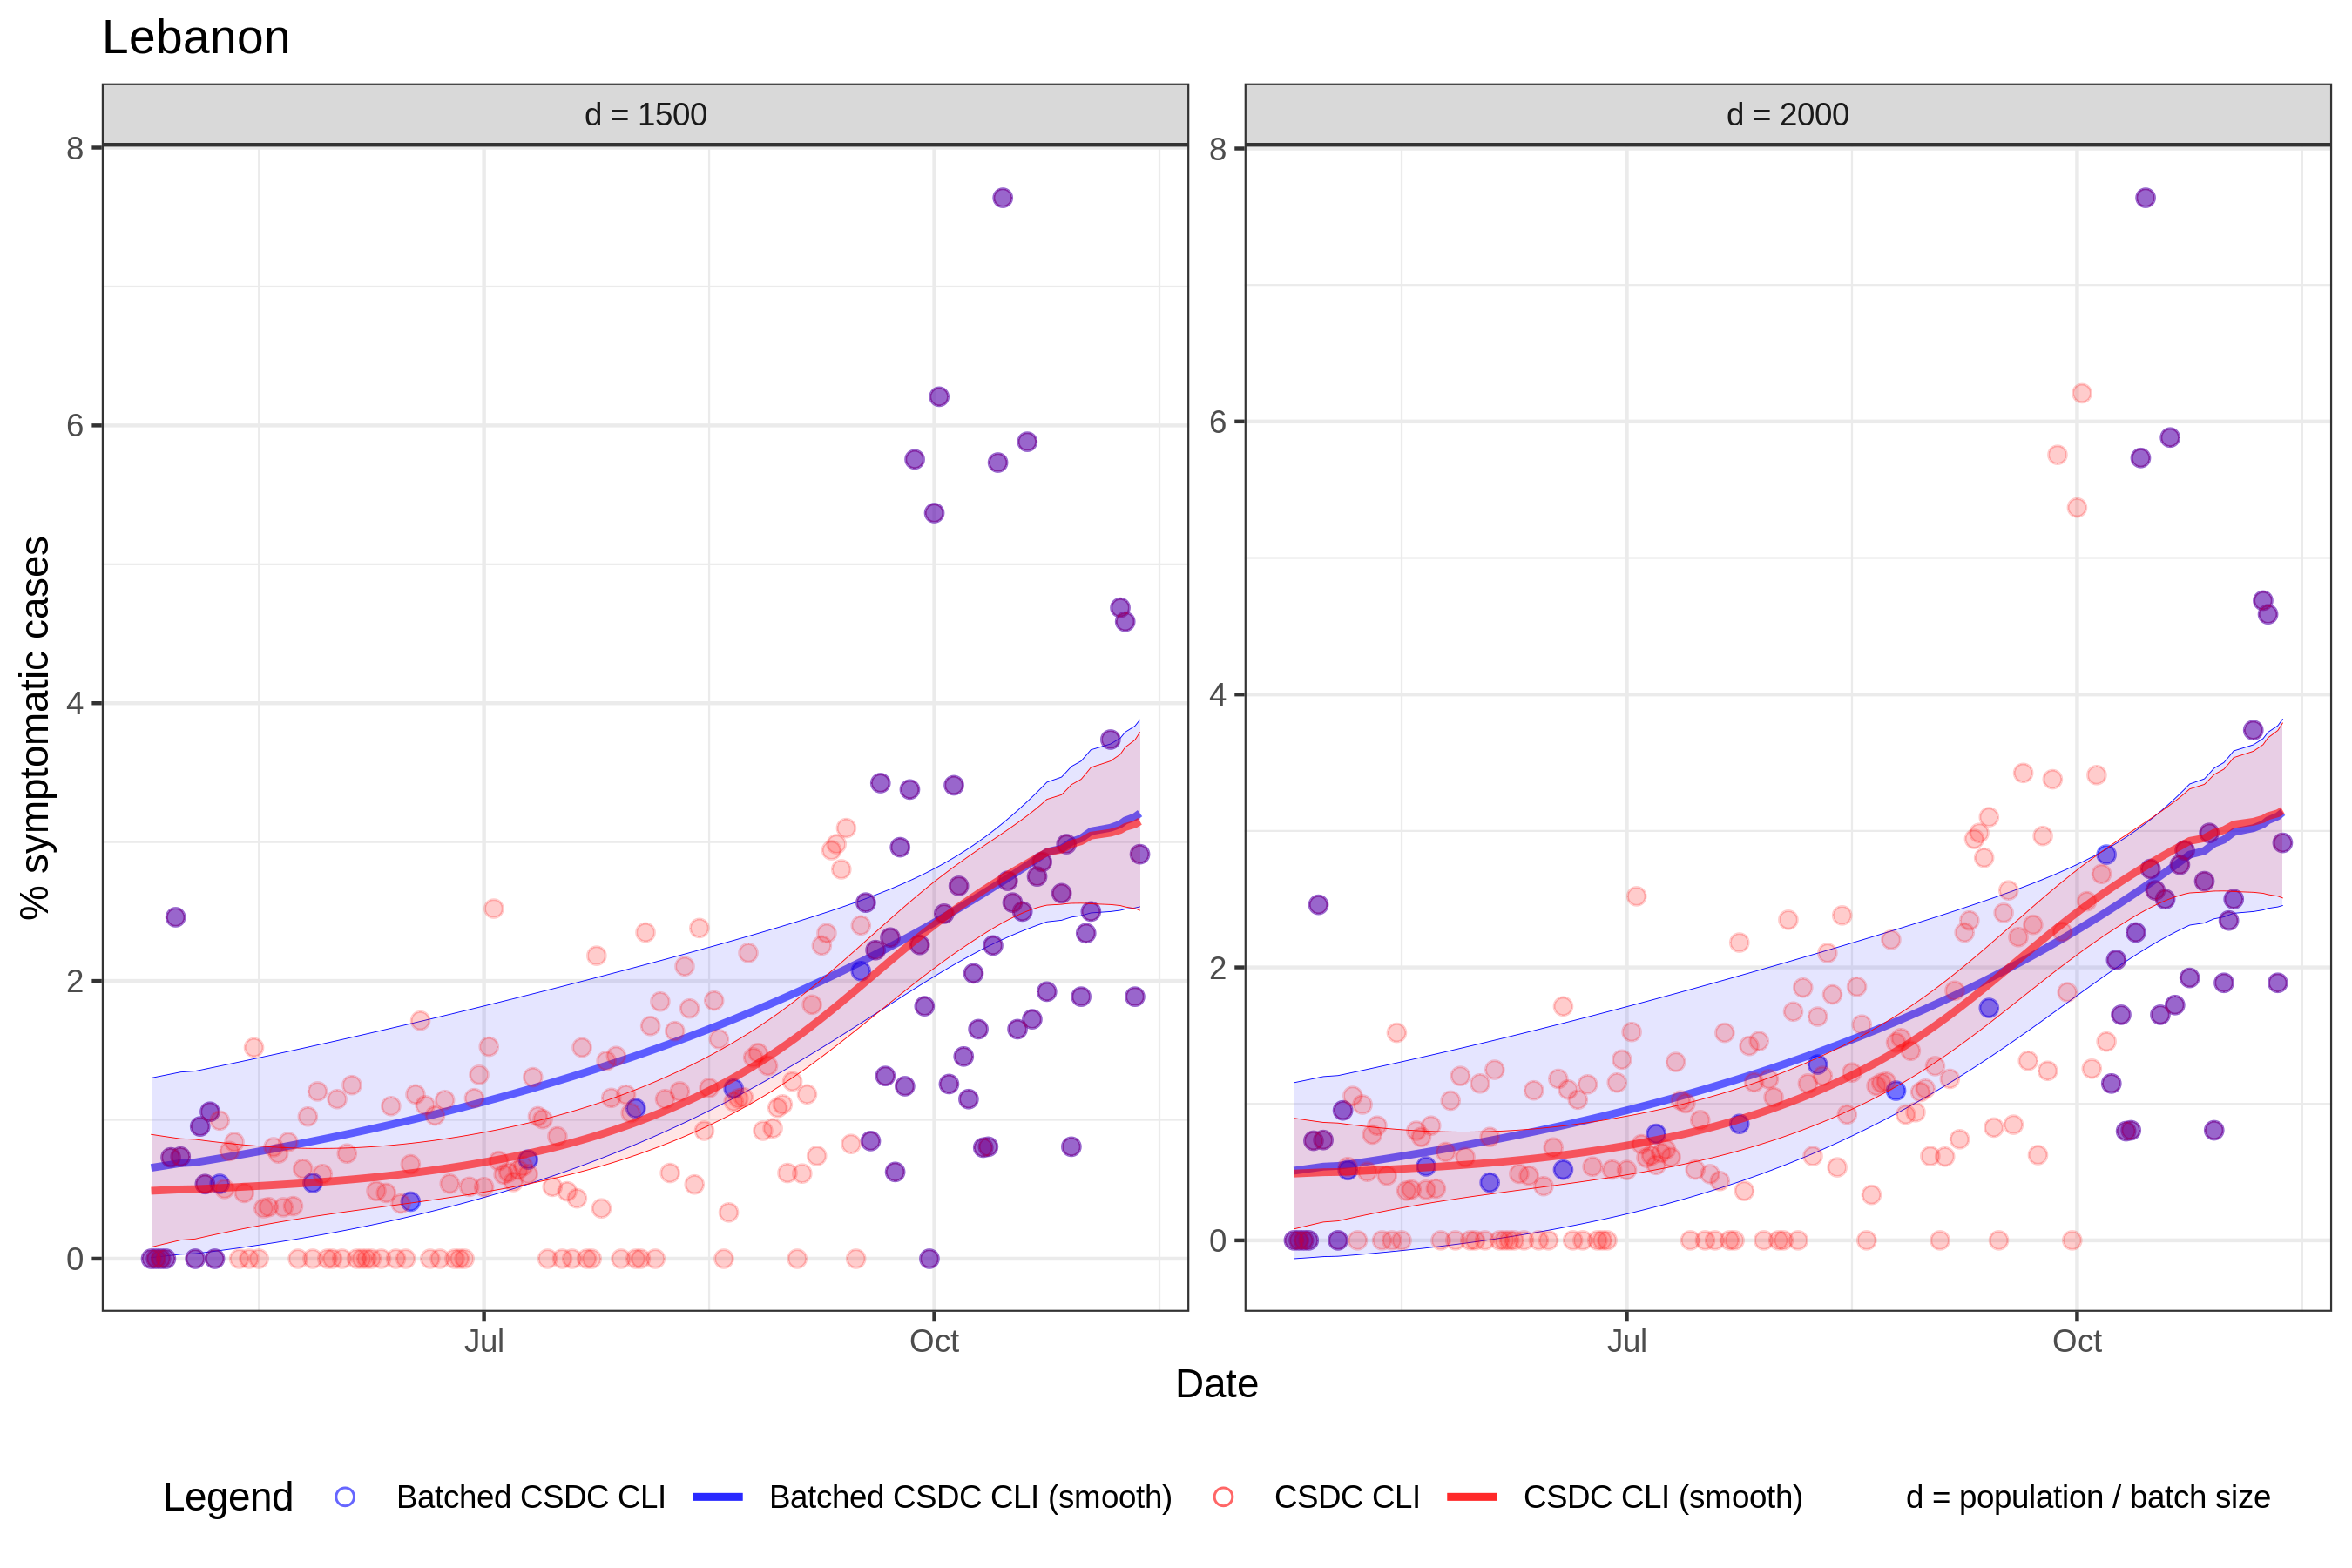 Lebanon
d = 1500
d = 2000
8
6
4
2
0
8
6
4
2
0
% symptomatic cases
Jul
Oct
Jul
Oct
Date
Legend
Batched CSDC CLI
Batched CSDC CLI (smooth)
CSDC CLI
CSDC CLI (smooth)
d = population / batch size